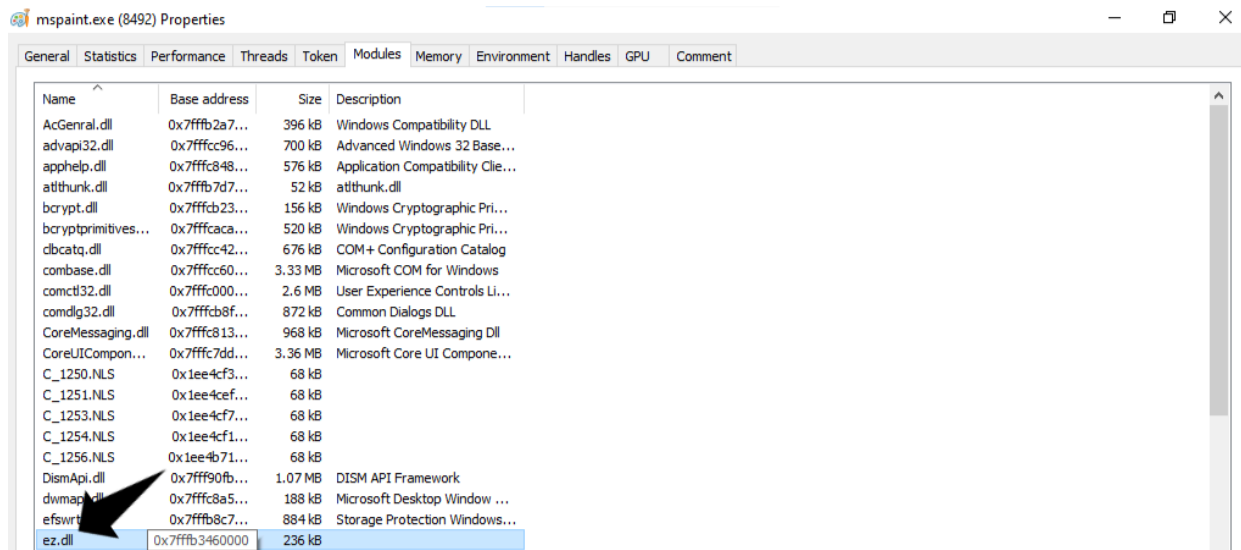 mspaint.exe (8492) Properties
General Statistics Performance Threads Token Modules Memory Environment Handles GPU Comment
Name Base address Size Description
AcGenral.dll 0x7fffb2a7... 396 kB Windows Compatibility DLL
advapi32.dll 0x7fffcc96... 700 kB Advanced Windows 32 Base...
apphelp.dll 0x7fffc848... 576 kB Application Compatibility Clie...
atlthunk.dll 0x7fffb7d7... 52 kB atlthunk.dll
bcrypt.dll 0x7fffcb23... 156 kB Windows Cryptographic Pri...
bcryptprimitives... 0x7fffcaca... 520 kB Windows Cryptographic Pri...
clbcatq.dll 0x7fffcc42... 676 kB COM+ Configuration Catalog
combase.dll 0x7fffcc60... 3.33 MB Microsoft COM for Windows
comctl32.dll 0x7fffc000... 2.6 MB User Experience Controls Li...
comdlg32.dll 0x7fffcb8f... 872 kB Common Dialogs DLL
CoreMessaging.dll 0x7fffc813... 968 kB Microsoft CoreMessaging Dll
CoreUICompon... 0x7fffc7dd... 3.36 MB Microsoft Core UI Compone...
C_1250.NLS 0x1ee4cf3... 68 kB
C_1251.NLS 0x1ee4cef... 68 kB
C_1253.NLS 0x1ee4cf7... 68 kB
C_1254.NLS 0x1ee4cf1... 68 kB
C_1256.NLS 0x1ee4b71... 68 kB
DismApi.dll 0x7fff90fb... 1.07 MB DISM API Framework
0x7fffc8a5... 188 kB Microsoft Desktop Window ...
0x7fffb8c7... 884 kB Storage Protection Windows...
ez.dll 0x7fffb3460000 236 kB